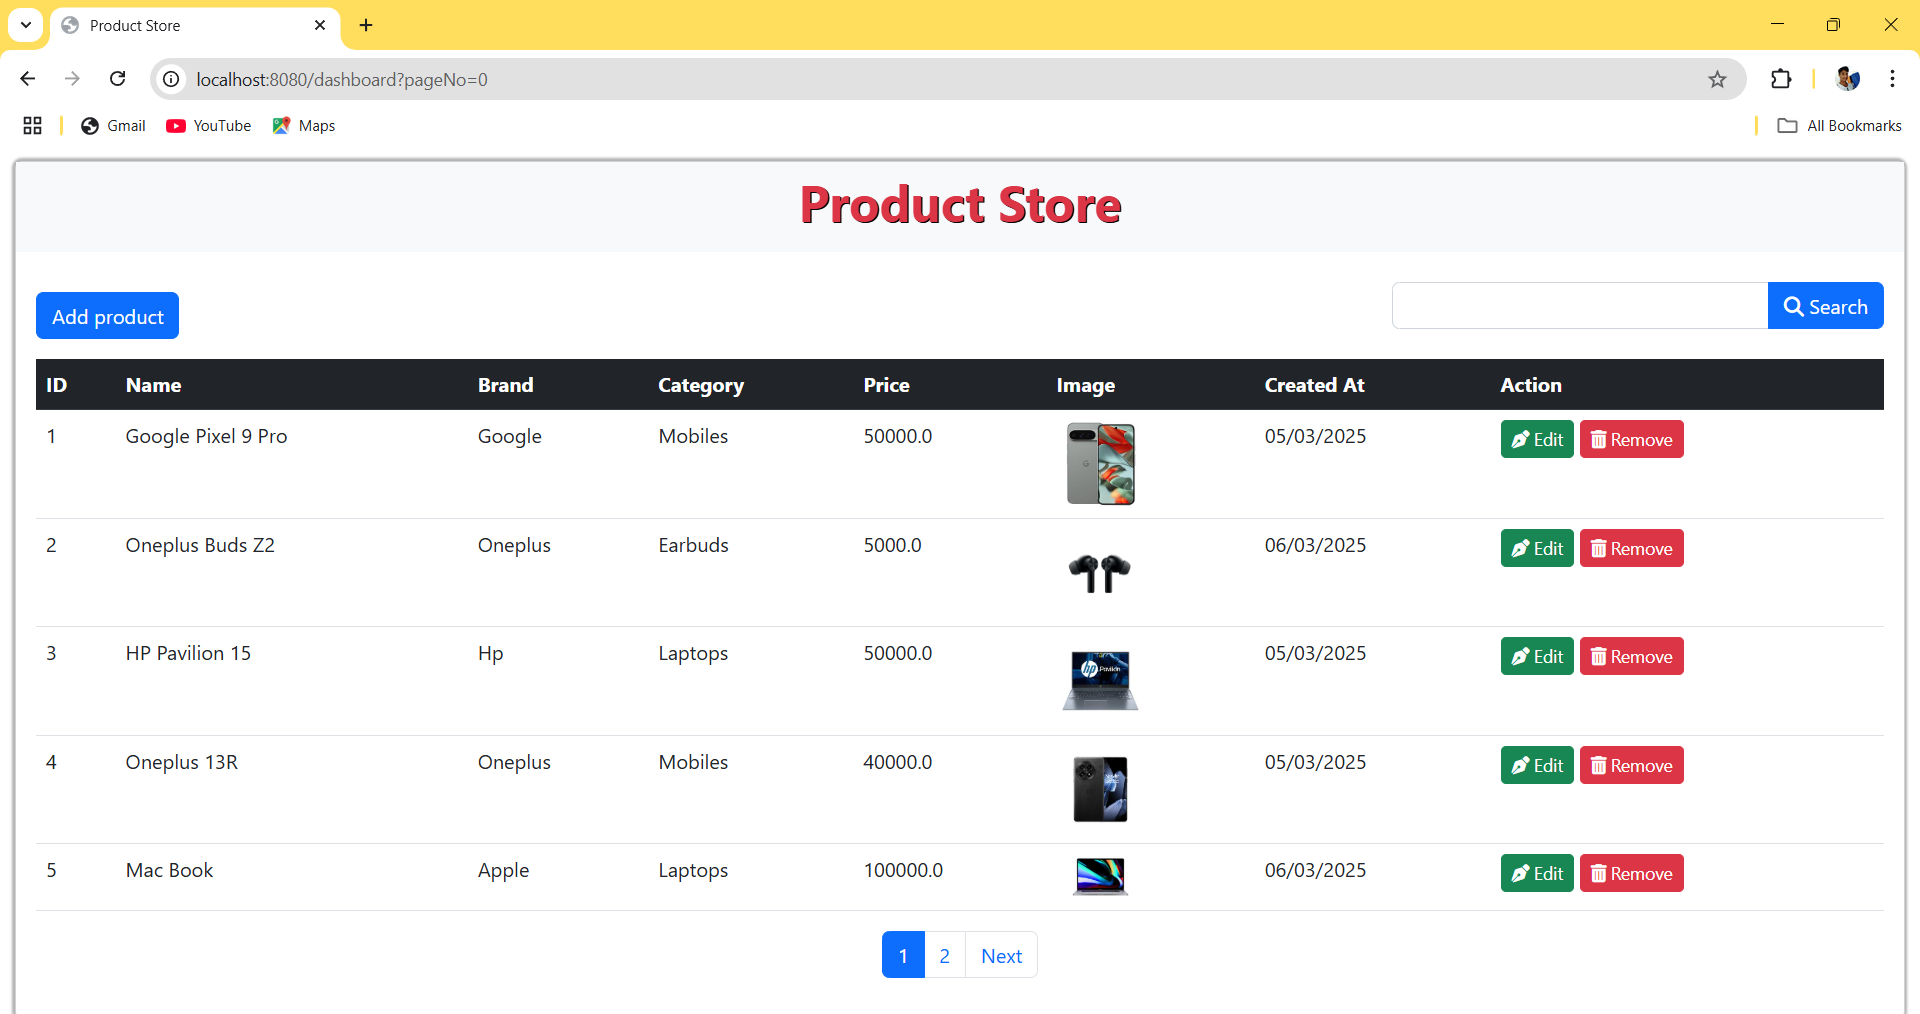 Product Store
localhost:8080/dashboard?pageNo=0
Gmail YouTube Maps All Bookmarks
Product Store
Add product Search
ID Name Brand Category Price Image Created At Action
1 Google Pixel 9 Pro Google Mobiles 50000.0 05/03/2025 Edit Remove
2 Oneplus Buds Z2 Oneplus Earbuds 5000.0 06/03/2025 Edit Remove
3 HP Pavilion 15 Hp Laptops 50000.0 hp Pavilion 05/03/2025 Edit Remove
4 Oneplus 13R Oneplus Mobiles 40000.0 05/03/2025 Edit Remove
5 Mac Book Apple Laptops 100000.0 06/03/2025 Edit Remove
1 2 Next